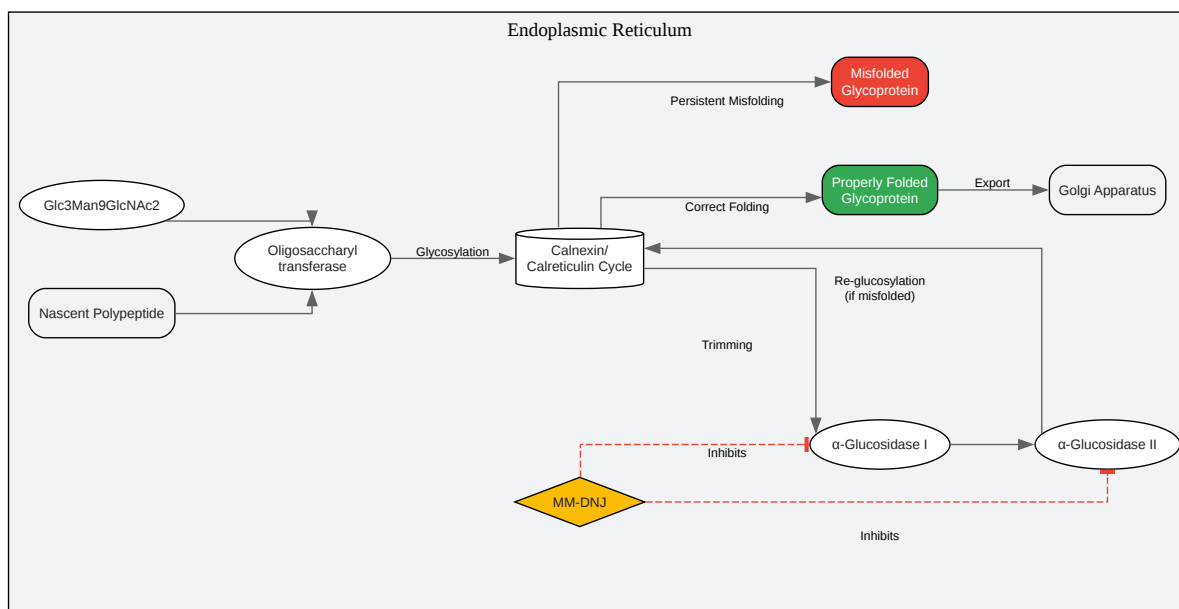 Endoplasmic Reticulum
Misfolded
Glycoprotein
Persistent Misfolding
Properly Folded
Glycoprotein
Export
Golgi Apparatus
Correct Folding
Glc3Man9GlcNAc2
Oligosaccharyl
transferase
Glycosylation
Calnexin/
Calreticulin Cycle
Nascent Polypeptide
Re-glucosylation
(if misfolded)
Trimming
α-Glucosidase I
α-Glucosidase II
Inhibits
MM-DNJ
Inhibits